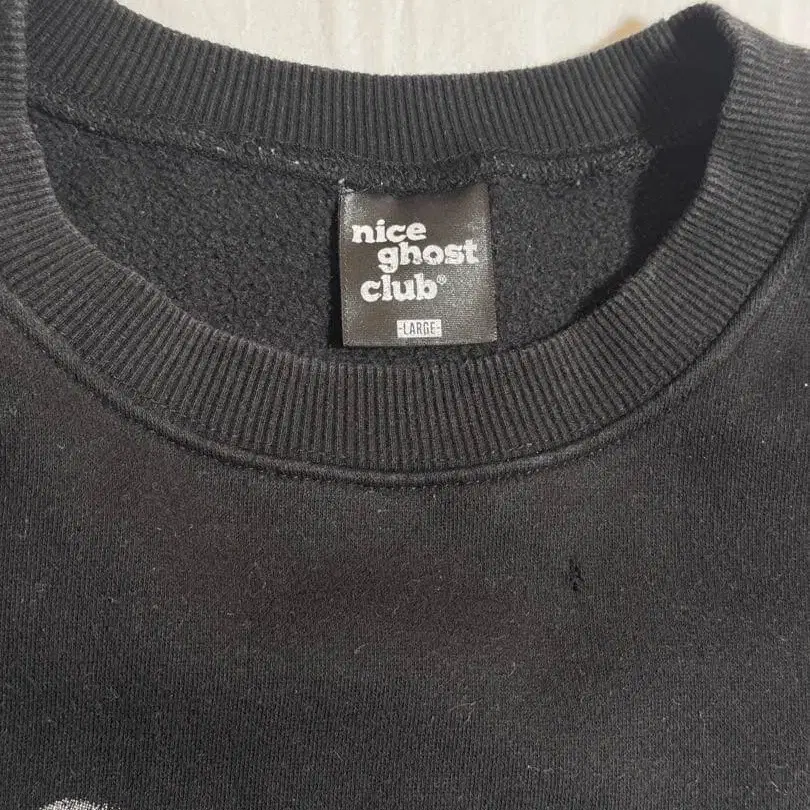 nice
ghost
club®
-LARGE-